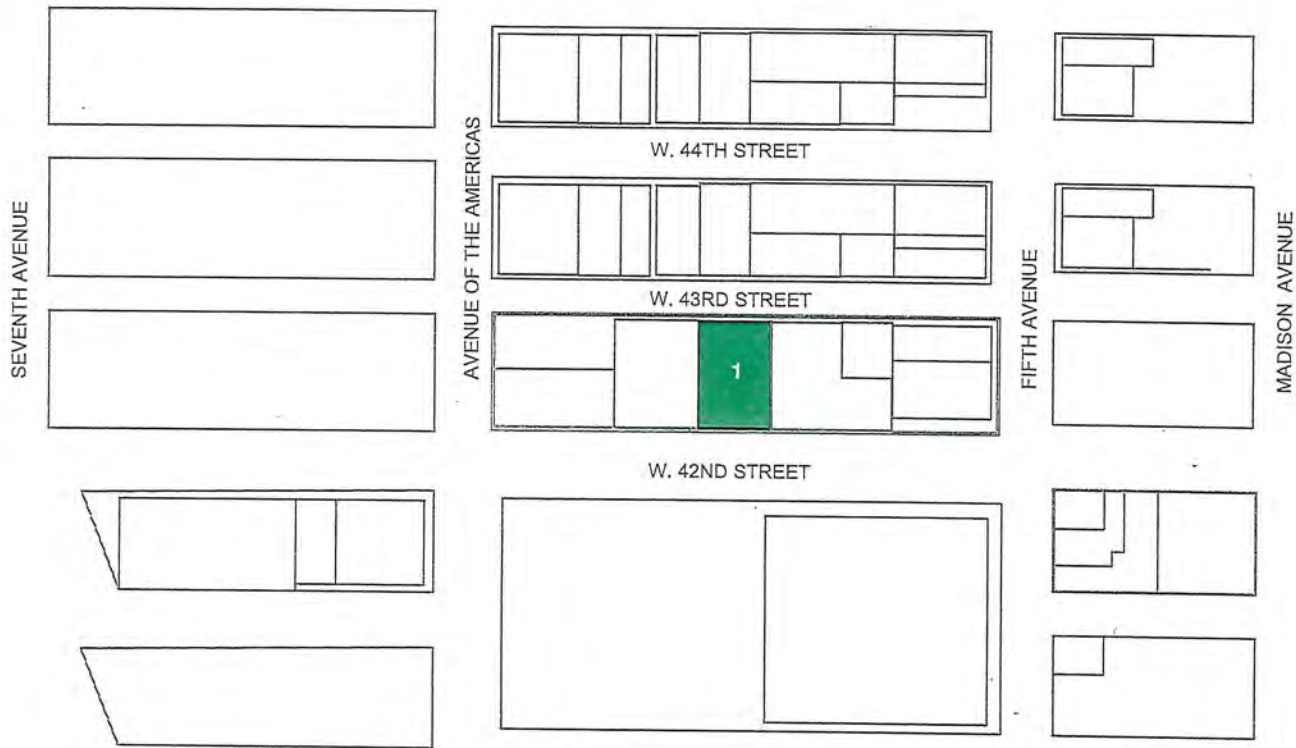 SEVENTH AVENUE
AVENUE OF THE AMERICAS
W. 44TH STREET
W. 43RD STREET
1
W. 42ND STREET
FIFTH AVENUE
MADISON AVENUE